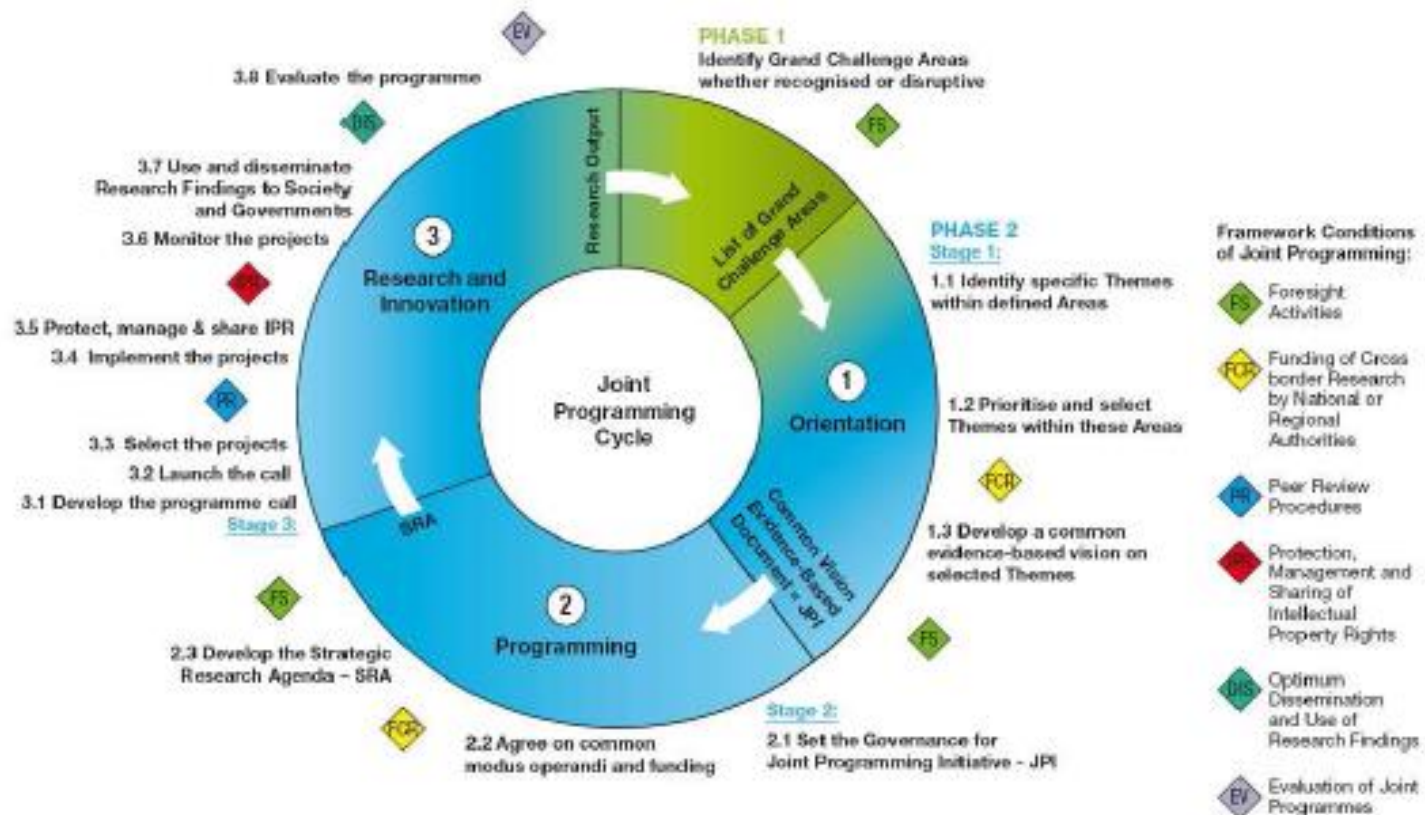 PHASE 1
Identify Grand Challenge Areas
whether recognised or disruptive
FS
PHASE 2
Stage 1:
1.1 Identify specific Themes
within defined Areas
1.2 Prioritise and select
Themes within these Areas
FCR
1.3 Develop a common
evidence-based vision on
selected Themes
FS
Stage 2:
2.1 Set the Governance for
Joint Programming Initiative - JPI
2.2 Agree on common
modus operandi and funding
FCR
2.3 Develop the Strategic
Research Agenda – SRA
FS
Stage 3:
3.1 Develop the programme call
3.2 Launch the call
3.3 Select the projects
PR
3.4 Implement the projects
3.5 Protect, manage & share IPR
3.6 Monitor the projects
3.7 Use and disseminate
Research Findings to Society
and Governments
DIS
3.8 Evaluate the programme
EV
Research Output
List of Grand
Challenge Areas
1
Orientation
Common Vision
Evidence-Based
DoCument = JPI
2
Programming
SRA
3
Research and
Innovation
Joint
Programming
Cycle
Framework Conditions
of Joint Programming:
FS
Foresight
Activities
FCR
Funding of Cross
border Research
by National or
Regional
Authorities
PR
Peer Review
Procedures
Protection,
Management and
Sharing of
Intellectual
Property Rights
DIS
Optimum
Dissemination
and Use of
Research Findings
EV
Evaluation of Joint
Programmes